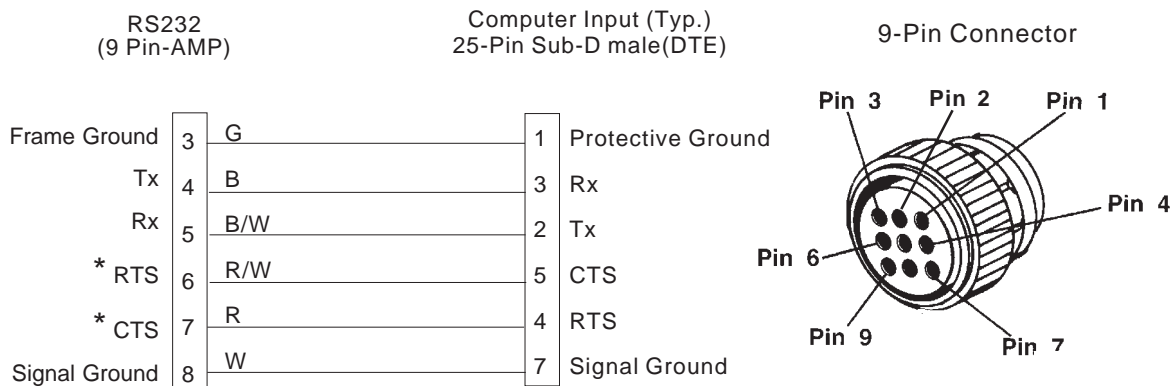 RS232
(9 Pin-AMP)
Computer Input (Typ.)
25-Pin Sub-D male(DTE)
9-Pin Connector
Frame Ground 3 G 1 Protective Ground
Tx 4 B 3 Rx
Rx 5 B/W 2 Tx
* RTS 6 R/W 5 CTS
* CTS 7 R 4 RTS
Signal Ground 8 W 7 Signal Ground
Pin 3 Pin 2 Pin 1
Pin 4
Pin 6
Pin 9
Pin 7